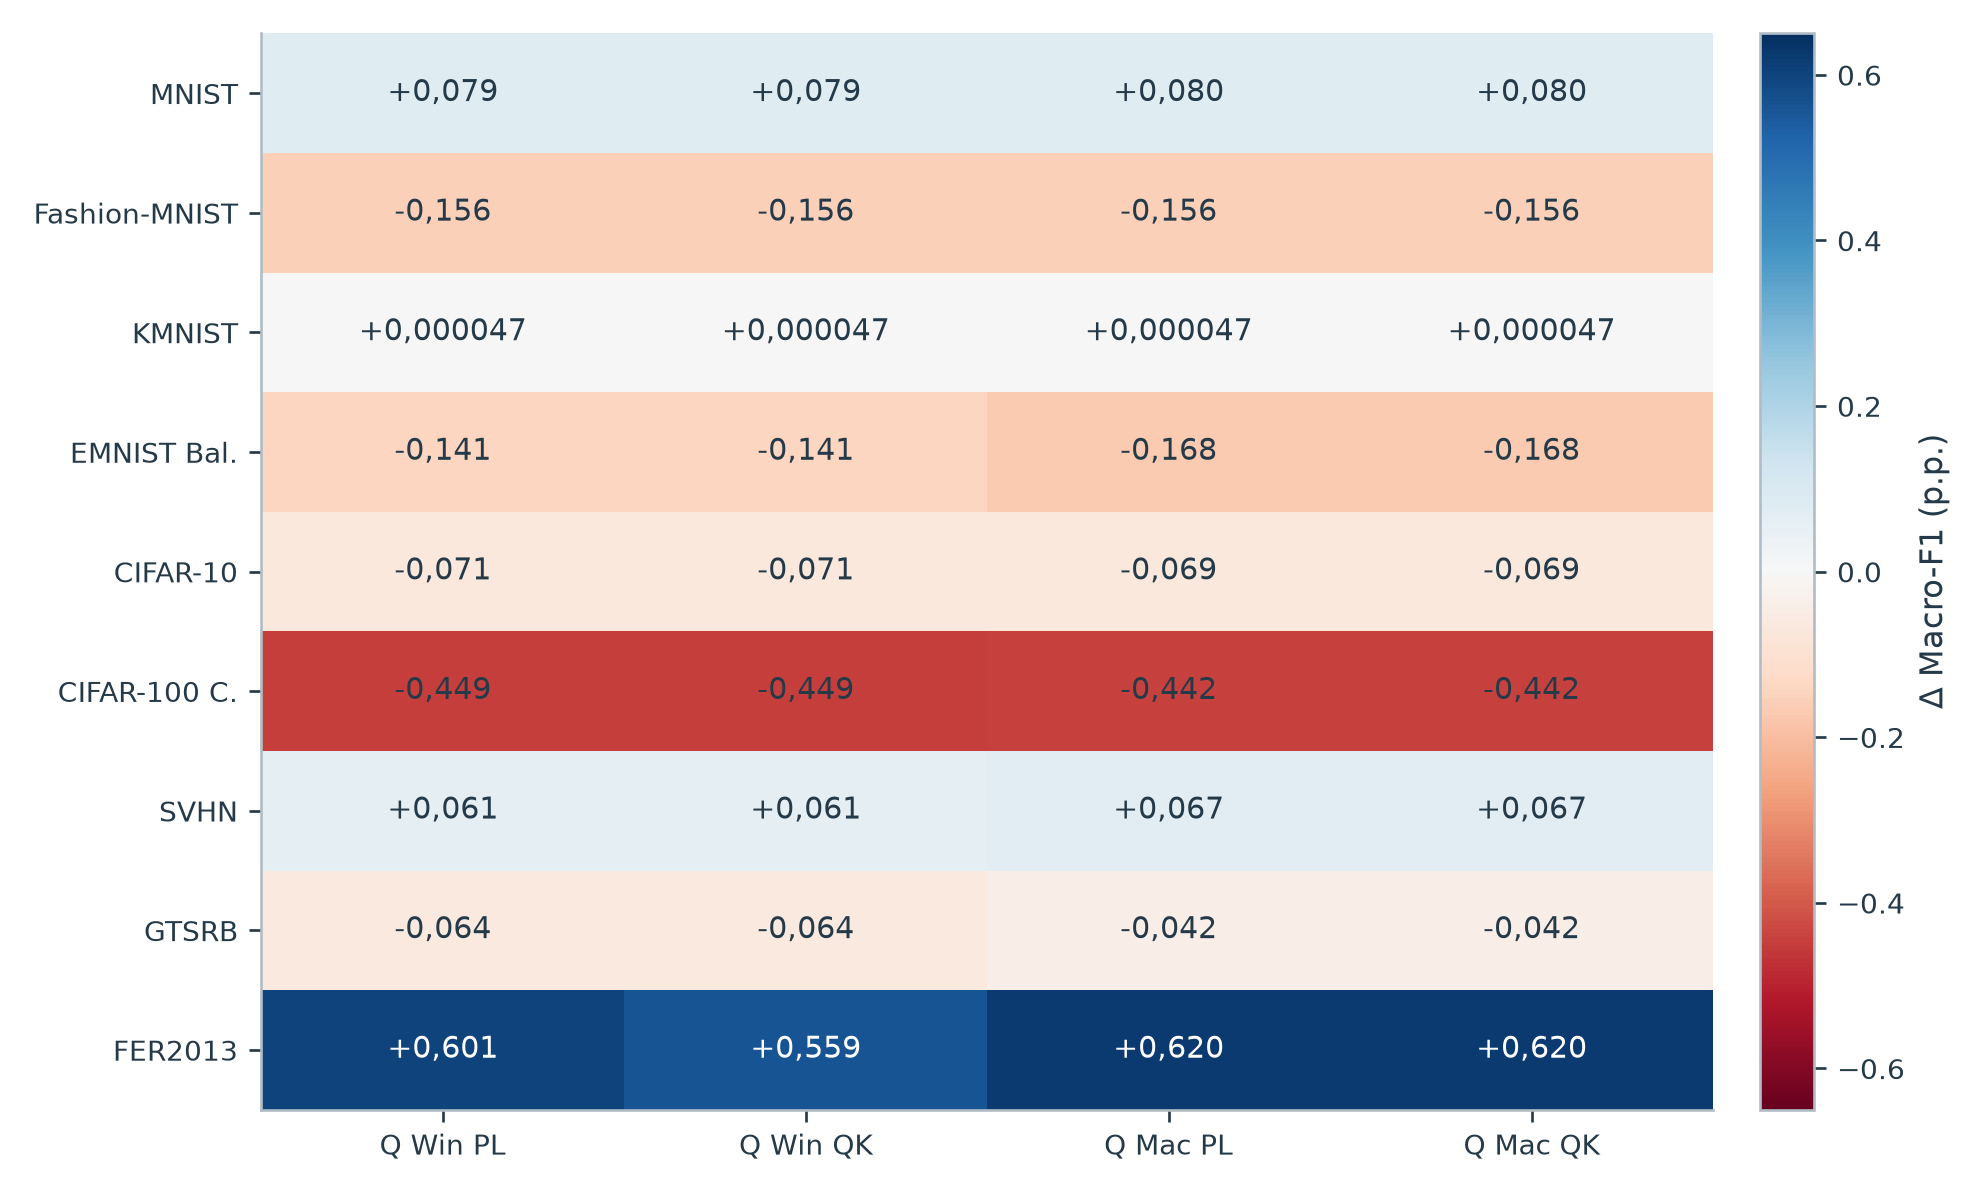 MNIST +0,079 +0,079 +0,080 +0,080
Fashion-MNIST -0,156 -0,156 -0,156 -0,156
KMNIST +0,000047 +0,000047 +0,000047 +0,000047
EMNIST Bal. -0,141 -0,141 -0,168 -0,168
CIFAR-10 -0,071 -0,071 -0,069 -0,069
CIFAR-100 C. -0,449 -0,449 -0,442 -0,442
SVHN +0,061 +0,061 +0,067 +0,067
GTSRB -0,064 -0,064 -0,042 -0,042
FER2013 +0,601 +0,559 +0,620 +0,620
Q Win PL Q Win QK Q Mac PL Q Mac QK
0.6
0.4
0.2
0.0
−0.2
−0.4
−0.6
Δ Macro-F1 (p.p.)